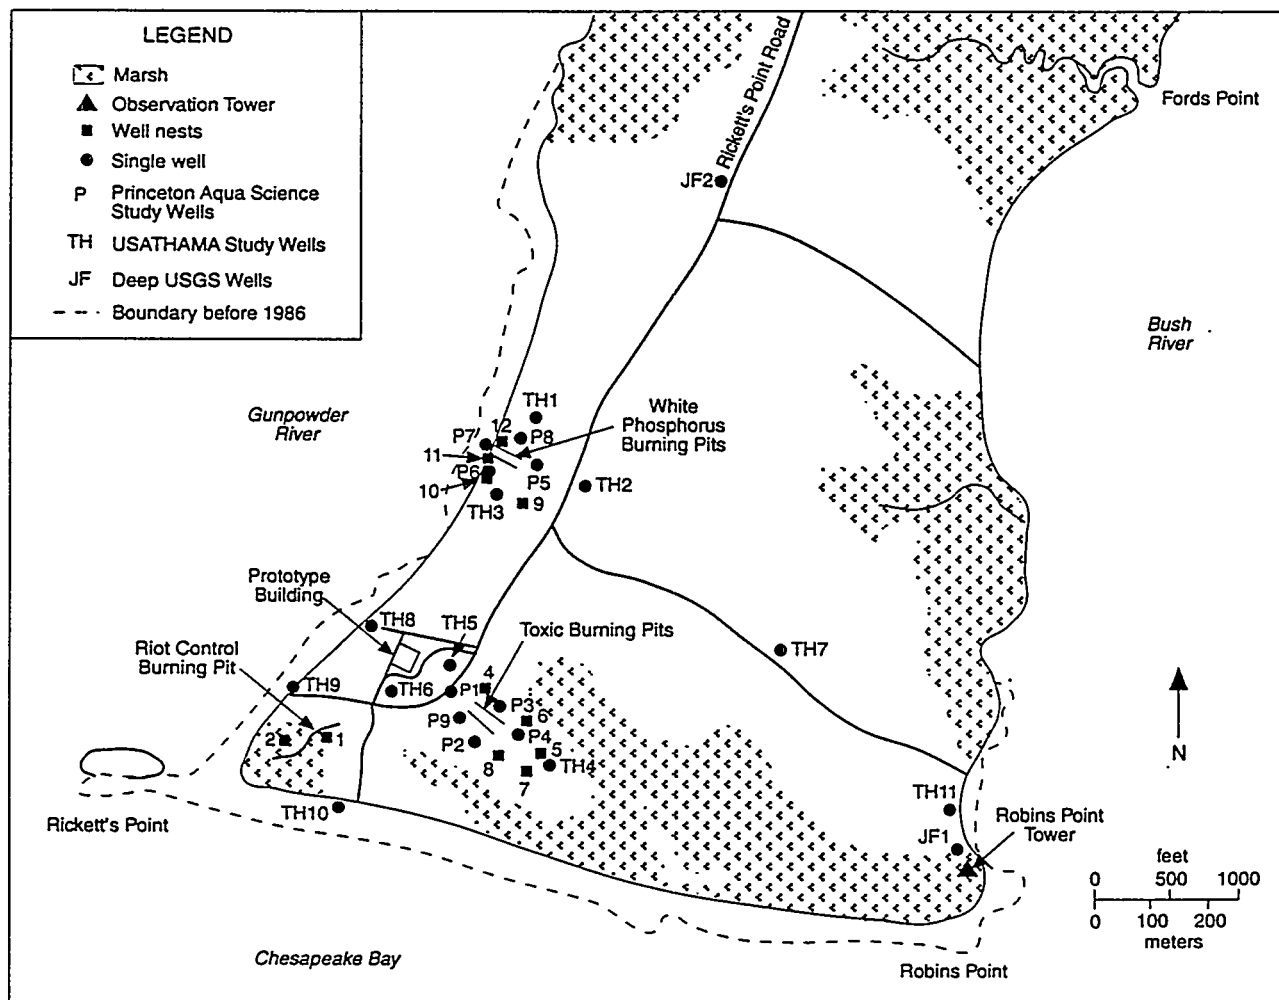 LEGEND
Marsh
Observation Tower
Well nests
Single well
P Princeton Aqua Science
Study Wells
TH USATHAMA Study Wells
JF Deep USGS Wells
Boundary before 1986
Rickett's Point Road
Fords Point
JF2
Bush
River
Gunpowder
River
TH1
White
Phosphorus
Burning Pits
12
P7
P8
11
P6
P5
10
TH3
9
TH2
Prototype
Building
TH8
TH5
Toxic Burning Pits
Riot Control
Burning Pit
TH7
4
TH9
TH6
P1
P3
6
P9
P4
2
1
P2
5
8
TH4
7
N
TH10
Rickett's Point
TH11
Robins Point
Tower
JF1
feet
0 500 1000
0 100 200
meters
Chesapeake Bay
Robins Point